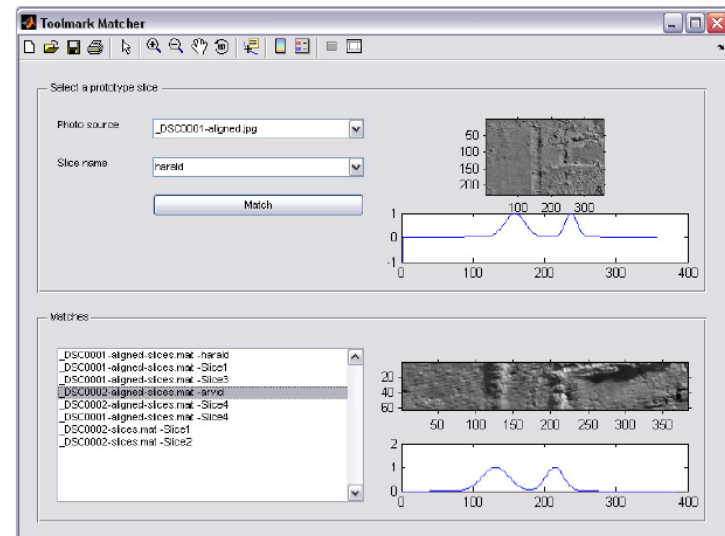 Toolmark Matcher
Select a prototype slice
Photo source
_DSC0001-aligned.jpg
Slice name
harald
Match
50
100
150
200
100 200 300
1
0
-1
0 100 200 300 400
Matches
_DSC0001-aligned-slices.mat -harald
_DSC0001-aligned-slices.mat -Slice1
_DSC0001-aligned-slices.mat -Slice3
_DSC0002-aligned-slices.mat -arvid
_DSC0002-aligned-slices.mat -Slice4
_DSC0001-aligned-slices.mat -Slice4
_DSC0002-slices.mat -Slice1
_DSC0002-slices.mat -Slice2
20
40
60
50 100 150 200 250 300 350
2
1
0
0 100 200 300 400